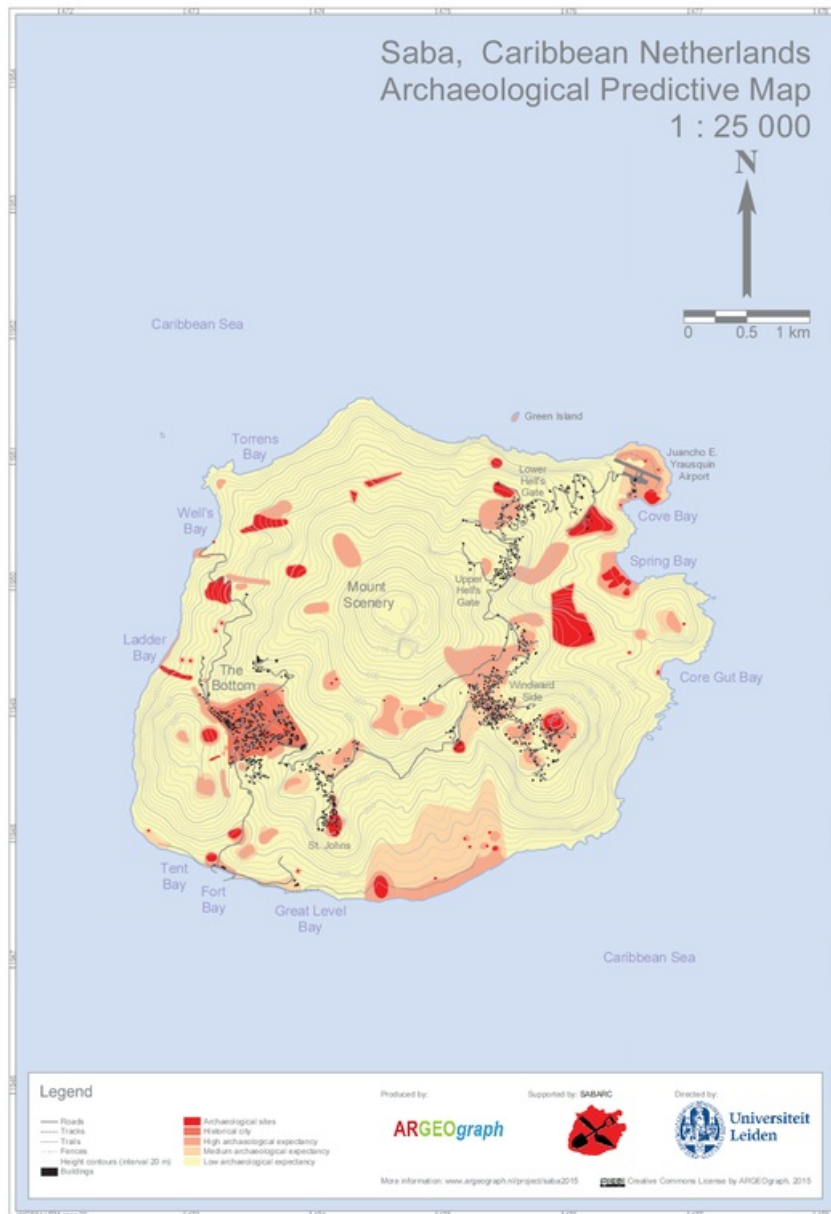 Saba, Caribbean Netherlands
Archaeological Predictive Map
1 : 25 000
N
0 0.5 1 km
Caribbean Sea
Green Island
Torrens
Bay
Juancho E.
Yrausquin
Airport
Lower
Hell's
Gate
Well's
Bay
Cove Bay
Spring Bay
Mount
Scenery
Upper
Hell's
Gate
Ladder
Bay
The
Bottom
Core Gut Bay
Windward
Side
St. Johns
Tent
Bay
Fort
Bay
Great Level
Bay
Caribbean Sea
Legend
Roads
Tracks
Trails
Fences
Height contours (interval 20 m)
Buildings
Archaeological sites
Historical city
High archaeological expectancy
Medium archaeological expectancy
Low archaeological expectancy
Produced by:
ARGEOgraph
Supported by: SABARC
Directed by:
Universiteit
Leiden
More information: www.argeograph.nl/project/saba2015
Creative Commons License by ARGEOgraph, 2015